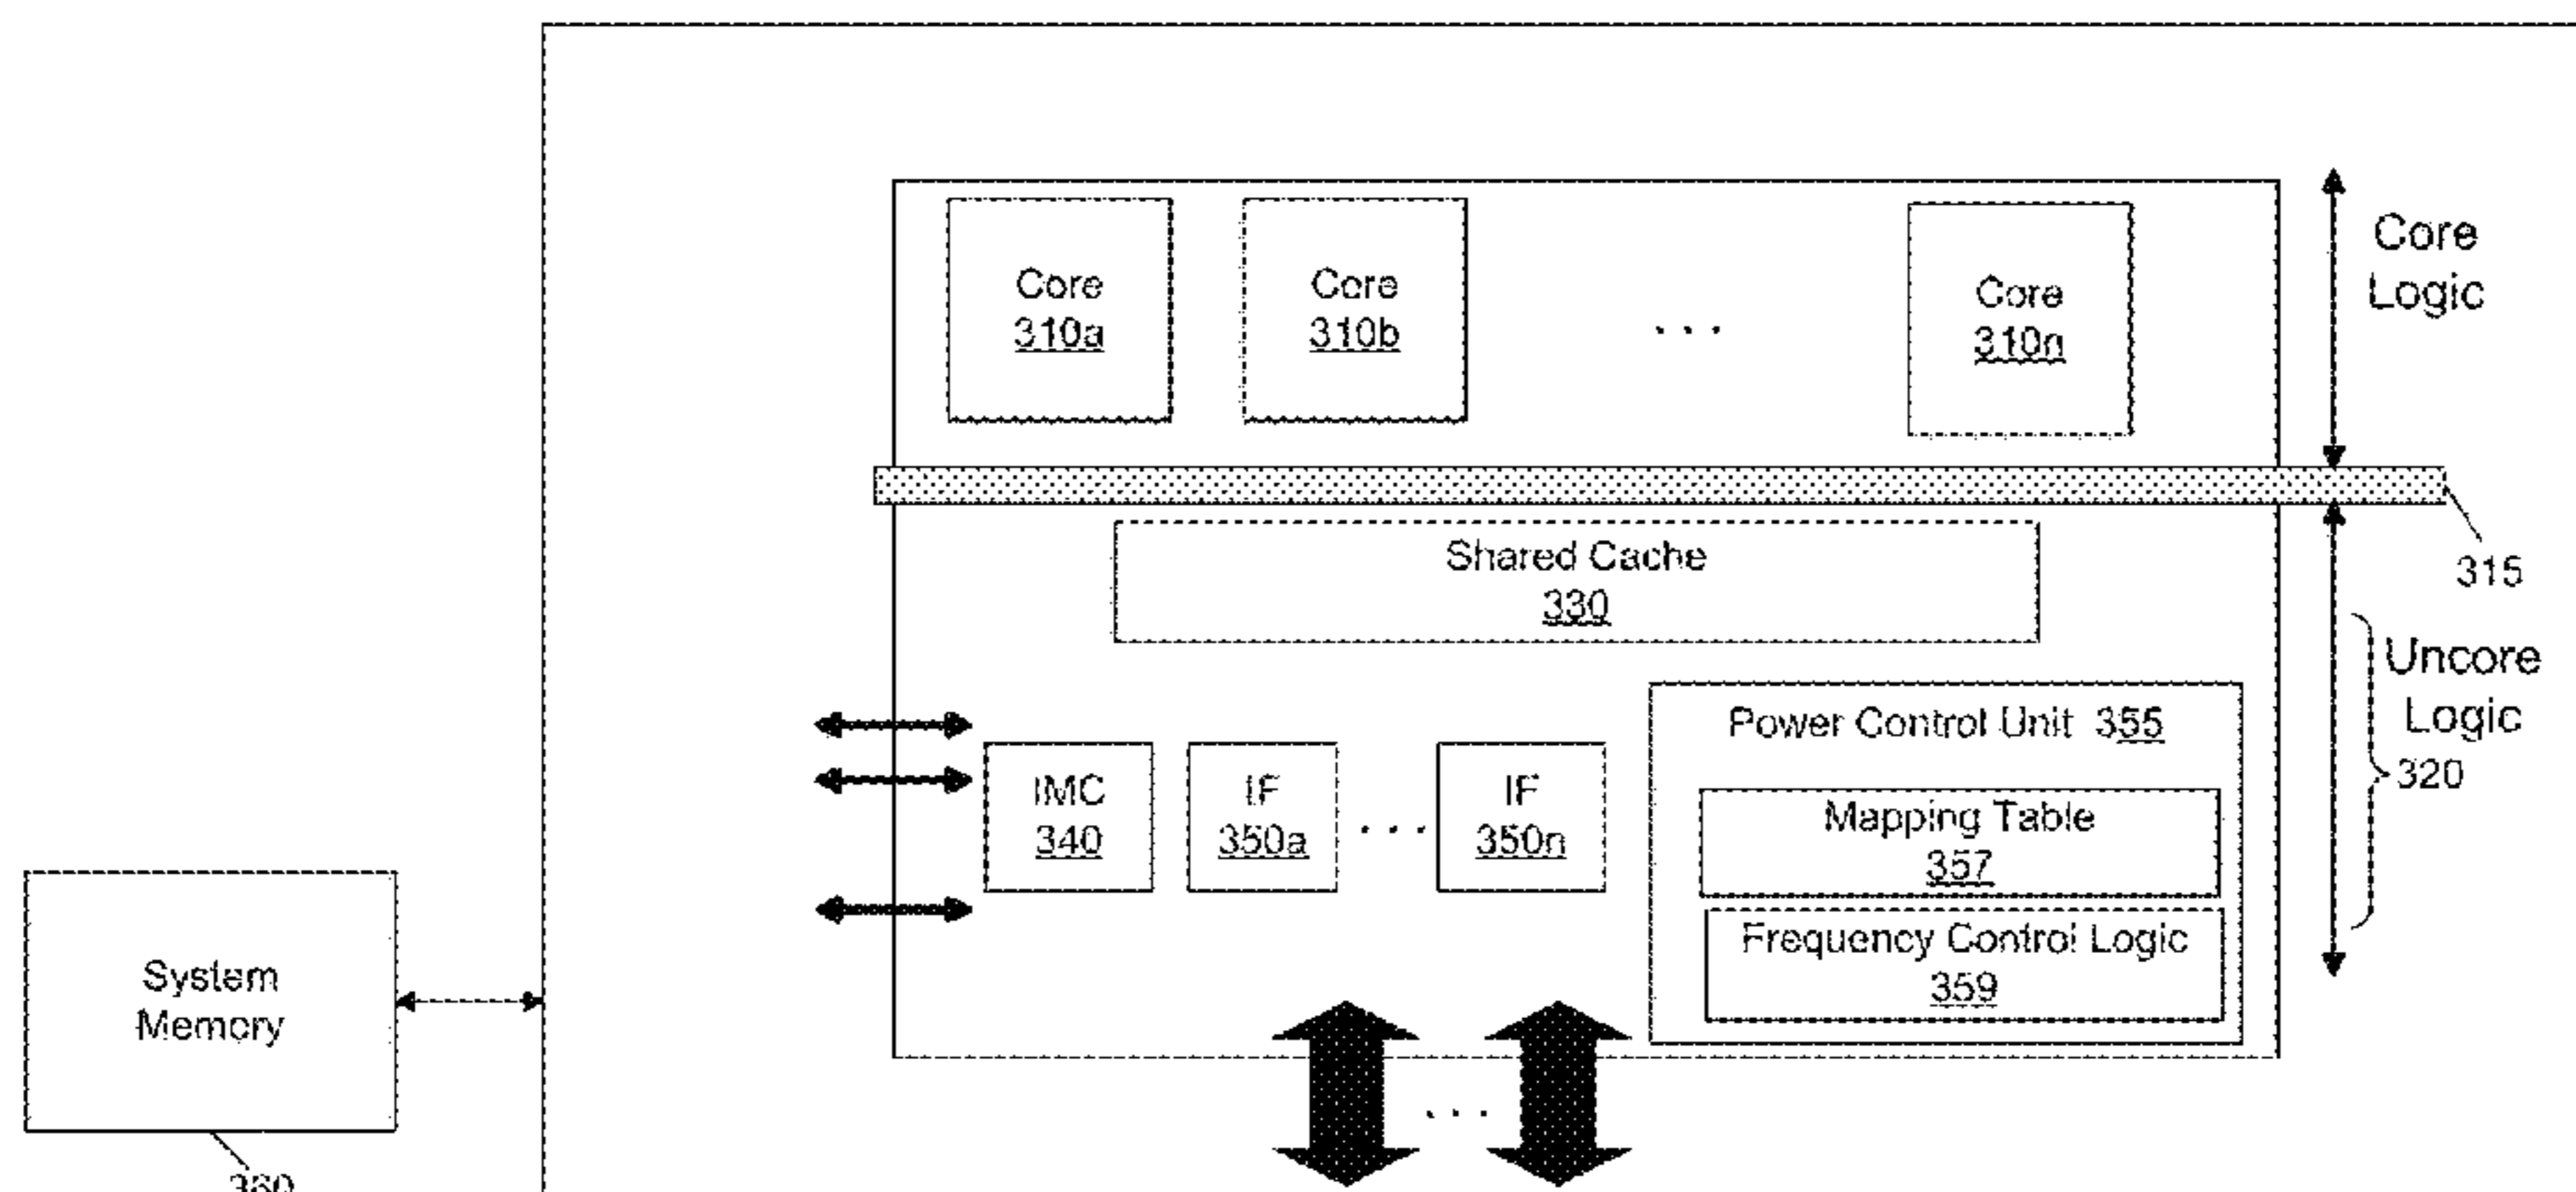 Core
310a
Core
310b
. . .
Core
310n
Core
Logic
315
Shared Cache
330
Uncore
Logic
320
Power Control Unit 355
IMC
340
IF
350a
. . .
IF
350n
Mapping Table
357
Frequency Control Logic
359
System
Memory
360
. . .